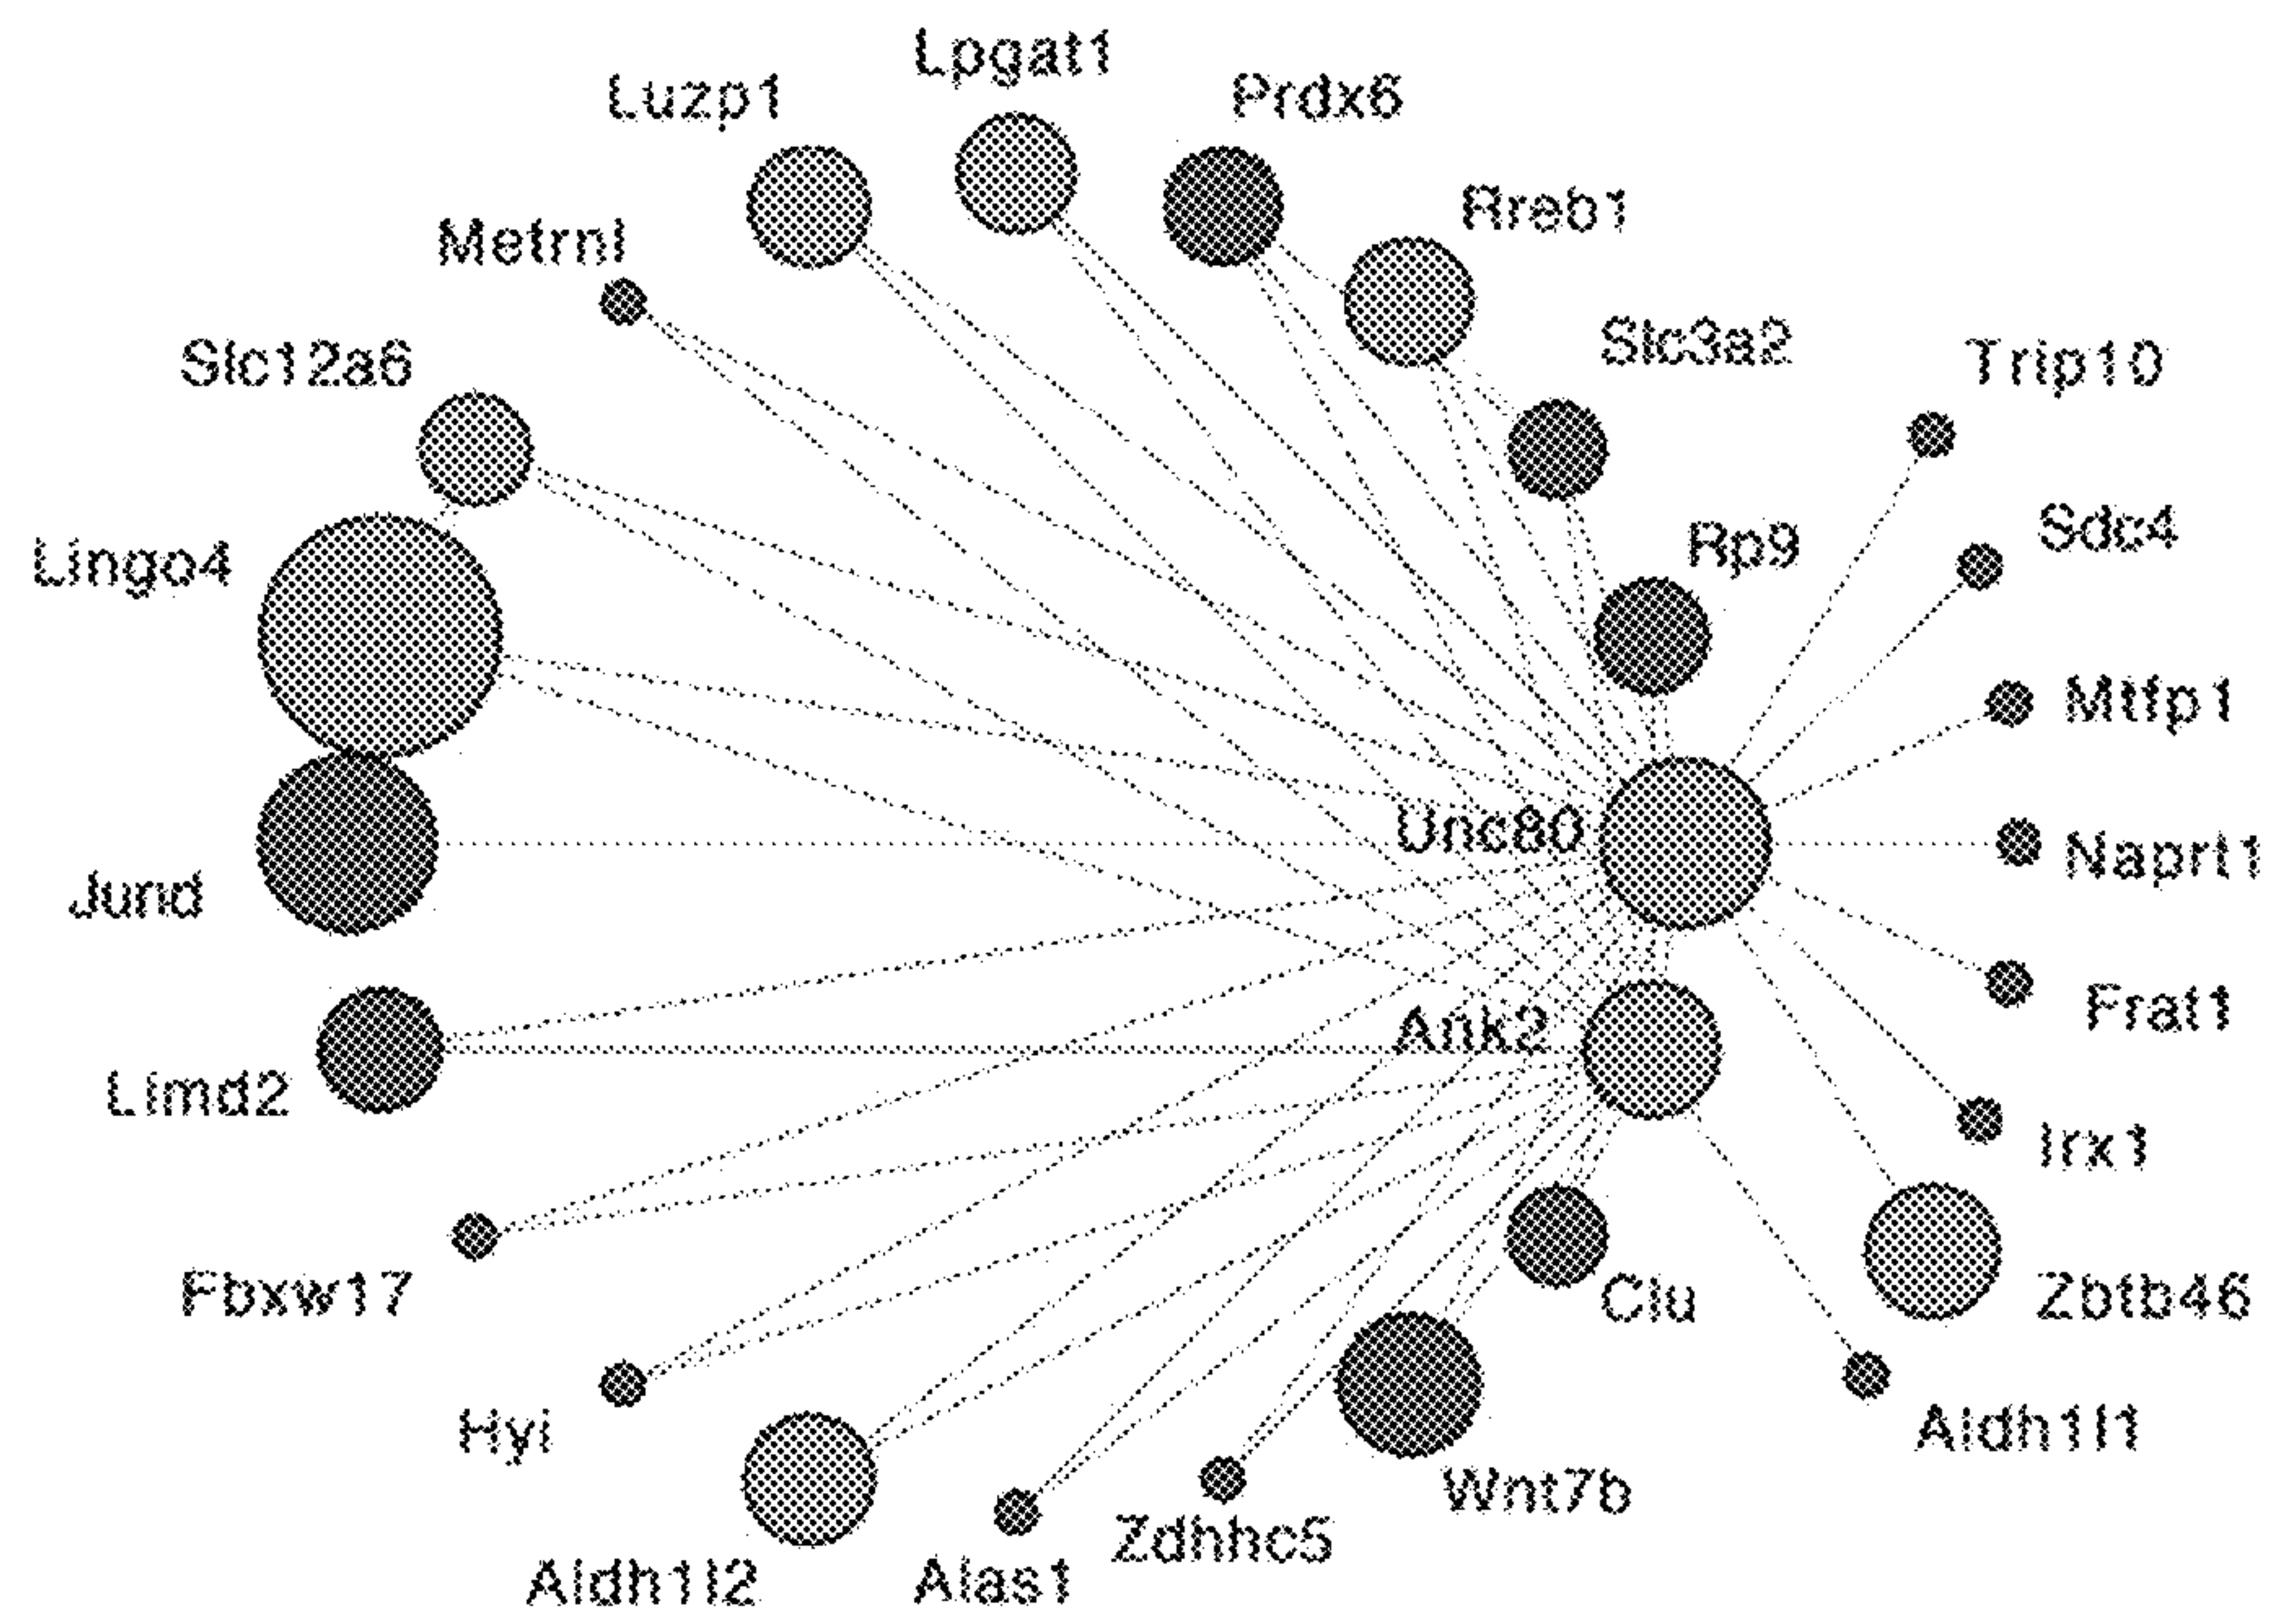 Lpgat1
Luzp1
Prdx6
Metrnl
Rreb1
Slc12a6
Slc3a2
Trip10
Lingo4
Rp9
Sdc4
Mtfp1
Unc80
Naprt1
Jund
Ank2
Frat1
Limd2
Irx1
Fbxw17
Clu
Zbtb46
Hyi
Aldh1l1
Wnt7b
Zdhhc5
Aldh1l2
Alas1